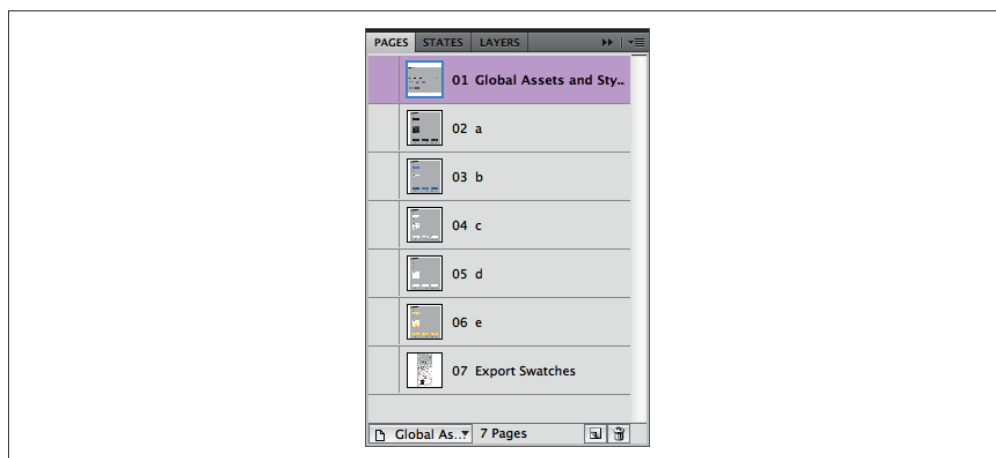 PAGES STATES LAYERS
01 Global Assets and Sty...
02 a
03 b
04 c
05 d
06 e
07 Export Swatches
Global As... 7 Pages